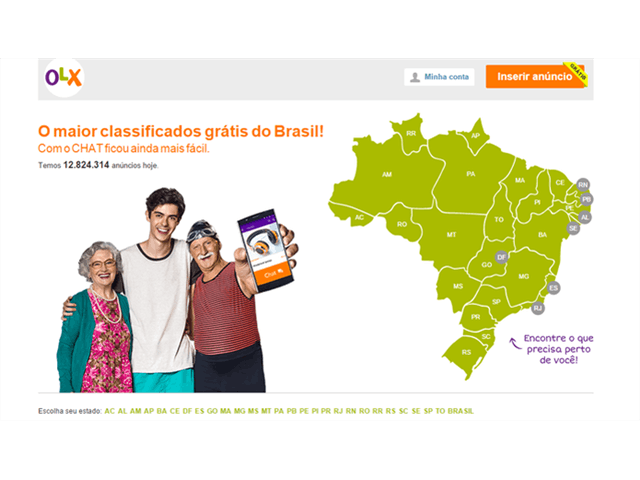 OLX
Minha conta
Inserir anúncio
GRÁTIS
O maior classificados grátis do Brasil!
Com o CHAT ficou ainda mais fácil.
Temos 12.824.314 anúncios hoje.
Chat
RR
AP
AM
PA
MA
CE
RN
PB
PI
PE
AL
SE
AC
RO
TO
BA
MT
DF
GO
MG
ES
MS
SP
RJ
PR
SC
RS
Encontre o que
precisa perto
de você!
Escolha seu estado: AC AL AM AP BA CE DF ES GO MA MG MS MT PA PB PE PI PR RJ RN RO RR RS SC SE SP TO BRASIL